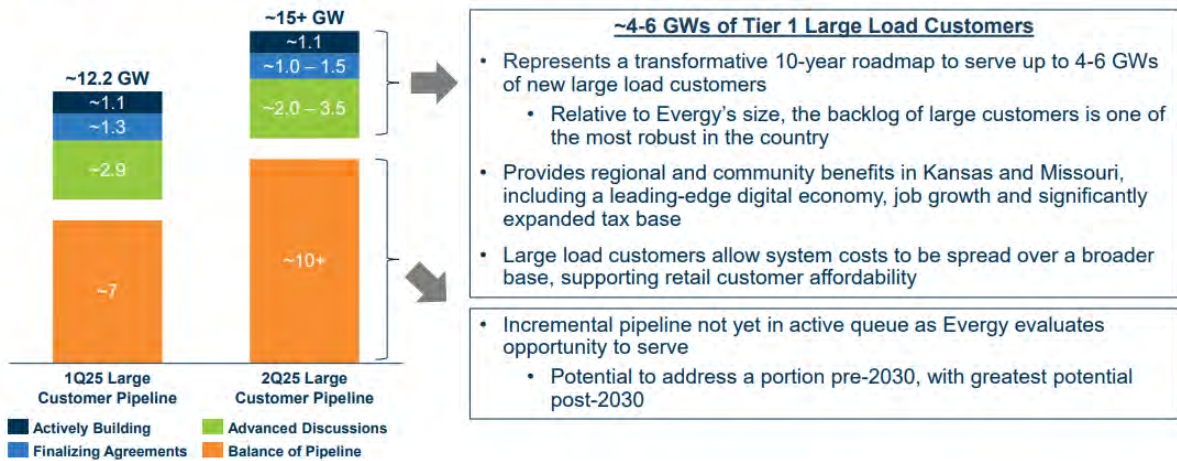 ~12.2 GW
~1.1
~1.3
~2.9
~7
1Q25 Large
Customer Pipeline
~15+ GW
~1.1
~1.0 – 1.5
~2.0 – 3.5
~10+
2Q25 Large
Customer Pipeline
Actively Building
Advanced Discussions
Finalizing Agreements
Balance of Pipeline
~4-6 GWs of Tier 1 Large Load Customers
• Represents a transformative 10-year roadmap to serve up to 4-6 GWs
of new large load customers
• Relative to Evergy's size, the backlog of large customers is one of
the most robust in the country
• Provides regional and community benefits in Kansas and Missouri,
including a leading-edge digital economy, job growth and significantly
expanded tax base
• Large load customers allow system costs to be spread over a broader
base, supporting retail customer affordability
• Incremental pipeline not yet in active queue as Evergy evaluates
opportunity to serve
• Potential to address a portion pre-2030, with greatest potential
post-2030